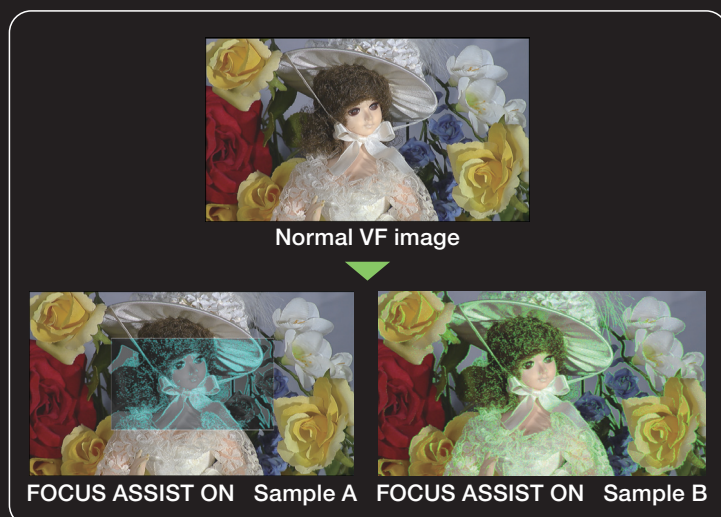 Normal VF image
FOCUS ASSIST ON Sample A
FOCUS ASSIST ON Sample B